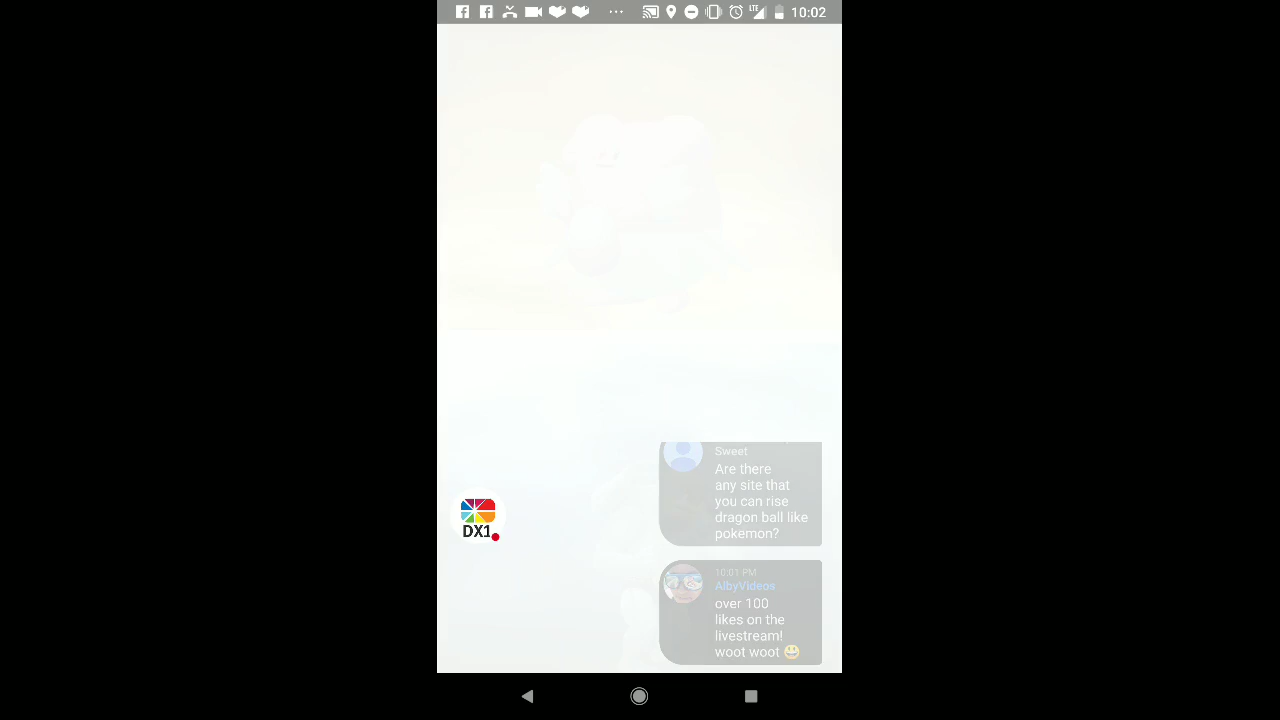 LTE 10:02
Sweet
Are there
any site that
you can rise
dragon ball like
pokemon?
DX1
10:01 PM
AlbyVideos
over 100
likes on the
livestream!
woot woot 😃